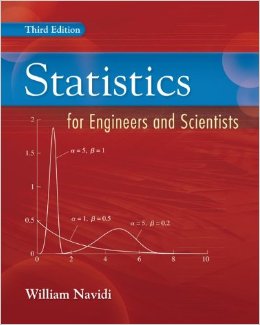 Third Edition
Statistics
for Engineers and Scientists
2
1.5
1
0.5
0
0
2
4
6
8
10
α = 5, β = 1
α = 1, β = 0.5
α = 5, β = 0.2
William Navidi